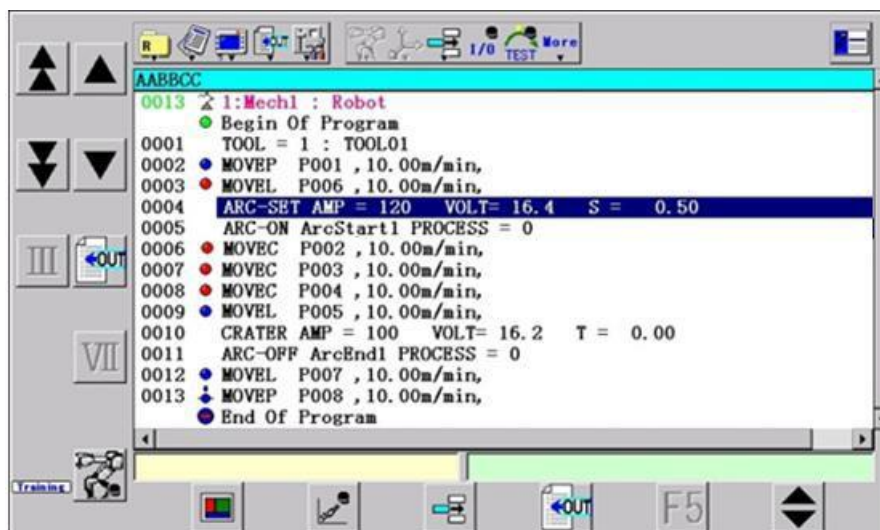 R OUT I/O TEST More
AABBCC
0013 1:Mech1 : Robot
Begin Of Program
0001 TOOL = 1 : TOOL01
0002 MOVEP P001 ,10.00m/min,
0003 MOVEL P006 ,10.00m/min,
0004 ARC-SET AMP = 120 VOLT= 16.4 S = 0.50
0005 ARC-ON ArcStart1 PROCESS = 0
0006 MOVEC P002 ,10.00m/min,
0007 MOVEC P003 ,10.00m/min,
0008 MOVEC P004 ,10.00m/min,
0009 MOVEL P005 ,10.00m/min,
0010 CRATER AMP = 100 VOLT= 16.2 T = 0.00
0011 ARC-OFF ArcEnd1 PROCESS = 0
0012 MOVEL P007 ,10.00m/min,
0013 MOVEP P008 ,10.00m/min,
End Of Program
III OUT
VII
Training
OUT F5